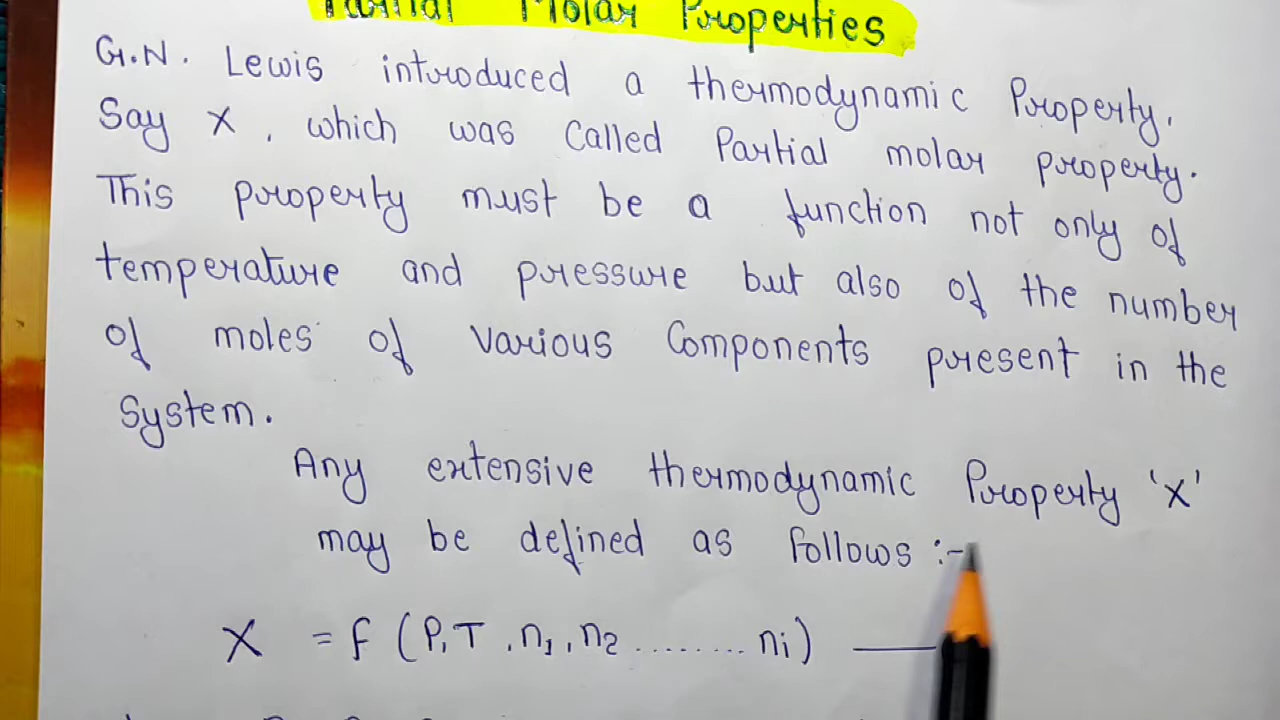 Partial Molar Properties
G.N. Lewis introduced a thermodynamic Property.
Say X, which was Called Partial molar property.
This property must be a function not only of
temperature and pressure but also of the number
of moles of various Components present in the
System.
Any extensive thermodynamic Property 'X'
may be defined as follows :-
X = f (P, T, n1, n2 ........ ni) ——